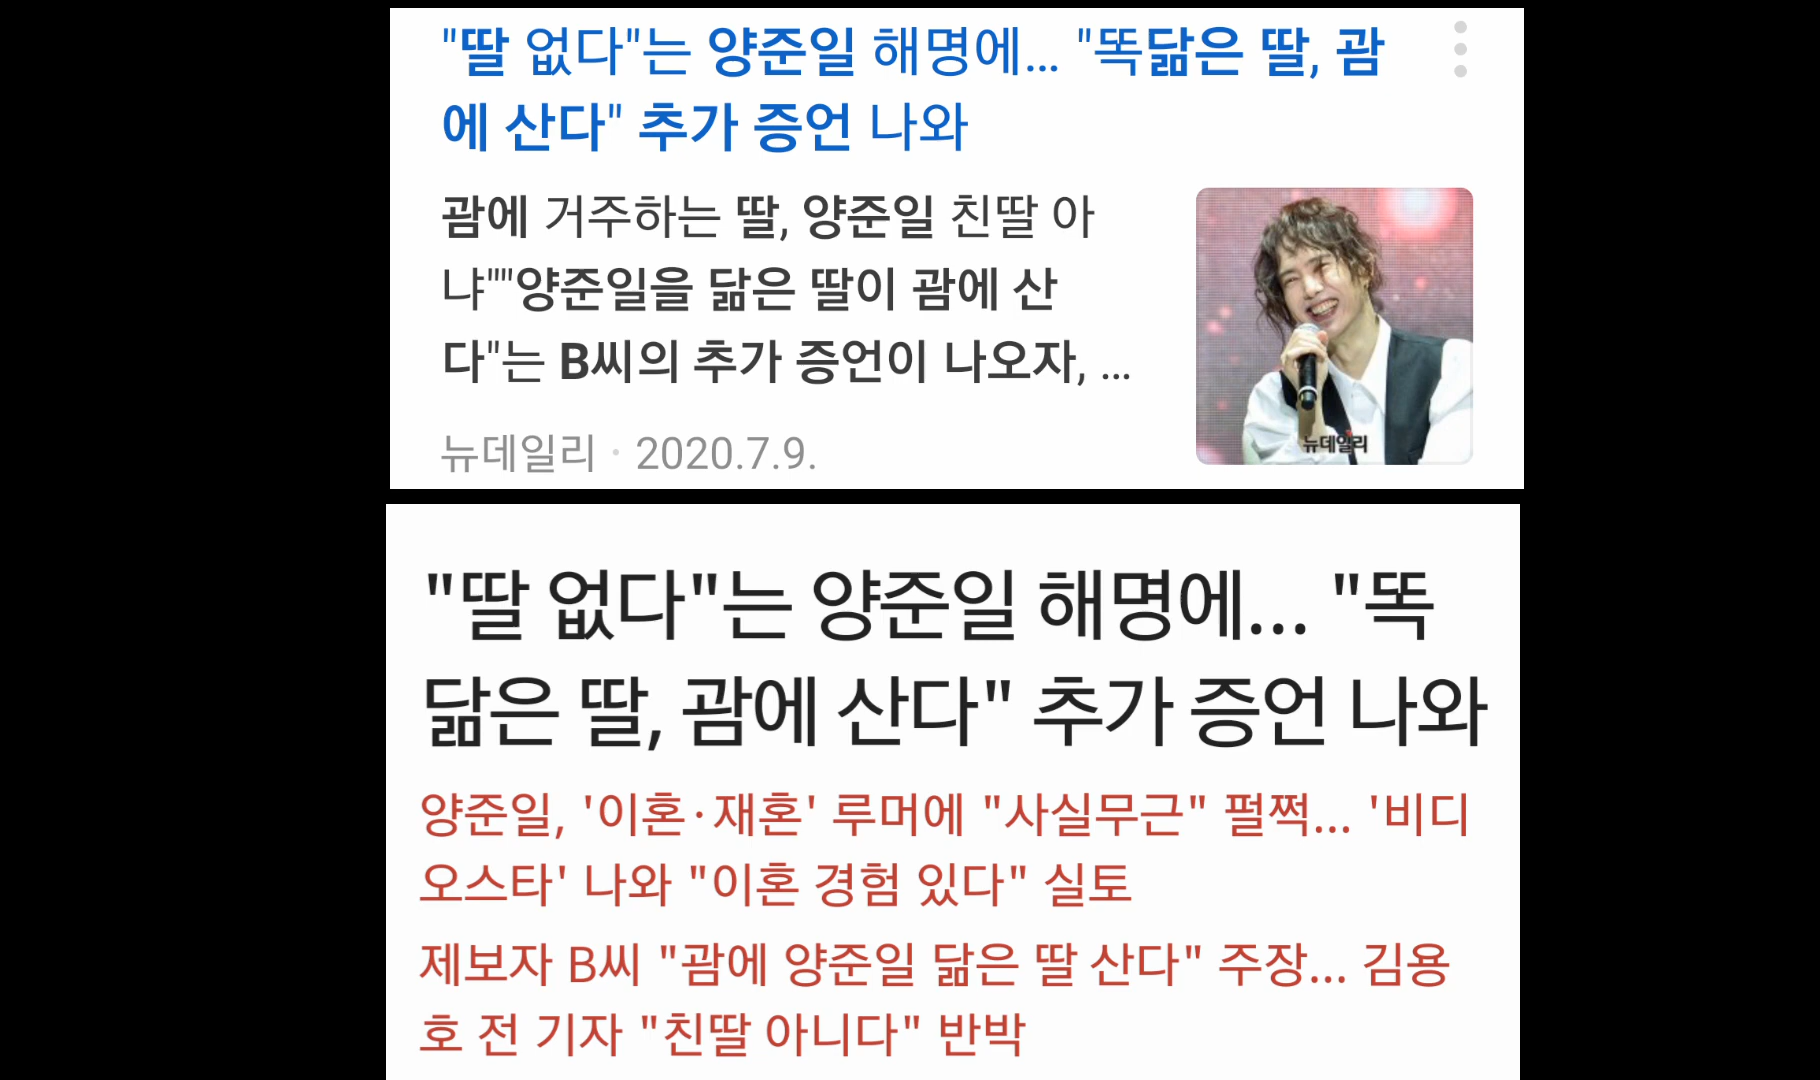 "딸 없다"는 양준일 해명에... "똑닮은 딸, 괌
에 산다" 추가 증언 나와
괌에 거주하는 딸, 양준일 친딸 아
냐""양준일을 닮은 딸이 괌에 산
다"는 B씨의 추가 증언이 나오자, ...
뉴데일리 · 2020.7.9.
뉴데일리
"딸 없다"는 양준일 해명에... "똑
닮은 딸, 괌에 산다" 추가 증언 나와
양준일, '이혼·재혼' 루머에 "사실무근" 펄쩍... '비디
오스타' 나와 "이혼 경험 있다" 실토
제보자 B씨 "괌에 양준일 닮은 딸 산다" 주장... 김용
호 전 기자 "친딸 아니다" 반박